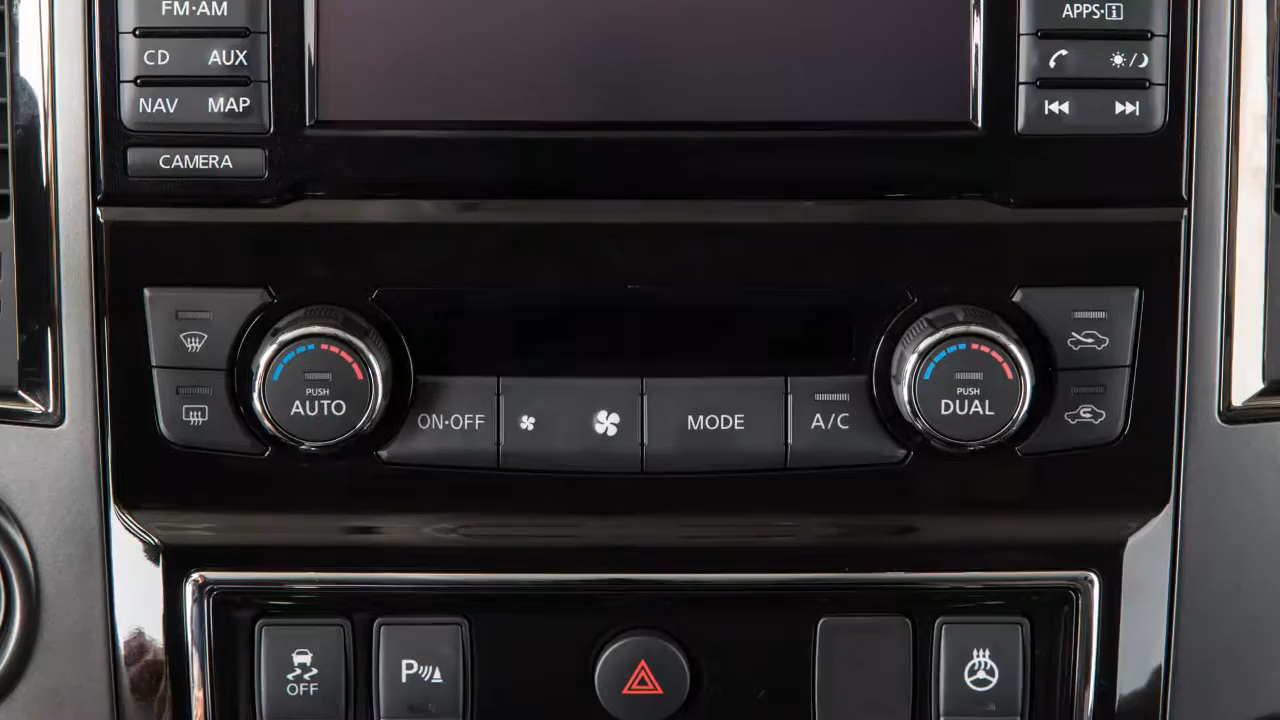 FM·AM
APPS·i
CD AUX
NAV MAP
CAMERA
PUSH
AUTO
ON·OFF
MODE
A/C
PUSH
DUAL
OFF
P